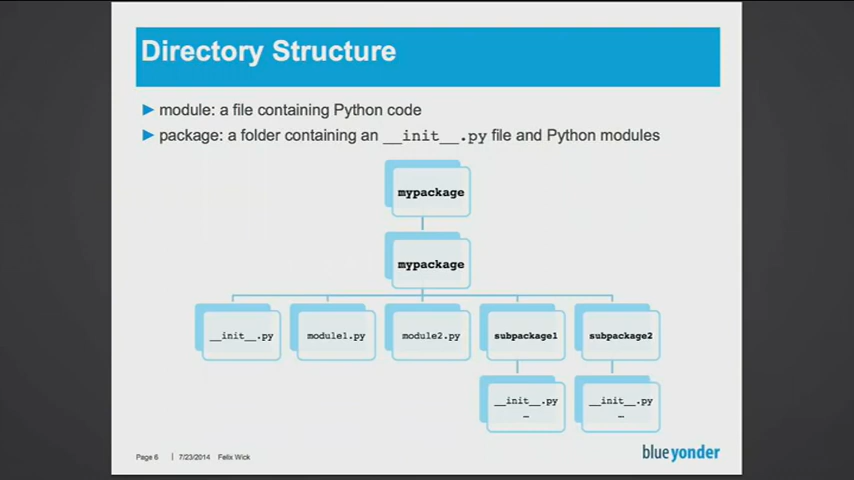 Directory Structure
module: a file containing Python code
package: a folder containing an __init__.py file and Python modules
mypackage
mypackage
__init__.py
module1.py
module2.py
subpackage1
subpackage2
__init__.py
…
__init__.py
…
Page 6 | 7/23/2014 Felix Wick
blueyonder